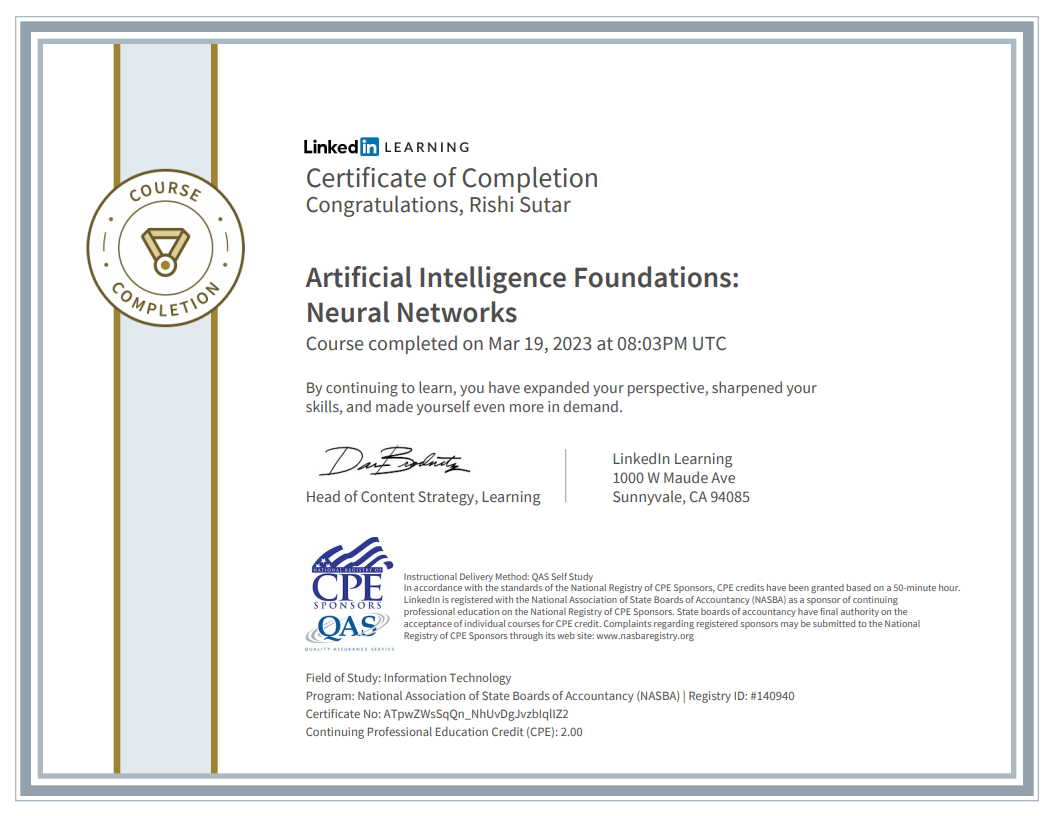 LinkedIn LEARNING
Certificate of Completion
Congratulations, Rishi Sutar
COURSE
COMPLETION
Artificial Intelligence Foundations:
Neural Networks
Course completed on Mar 19, 2023 at 08:03PM UTC
By continuing to learn, you have expanded your perspective, sharpened your
skills, and made yourself even more in demand.
Head of Content Strategy, Learning
LinkedIn Learning
1000 W Maude Ave
Sunnyvale, CA 94085
NATIONAL REGISTRY OF
CPE
SPONSORS
QAS
QUALITY ASSURANCE SERVICE
Instructional Delivery Method: QAS Self Study
In accordance with the standards of the National Registry of CPE Sponsors, CPE credits have been granted based on a 50-minute hour.
LinkedIn is registered with the National Association of State Boards of Accountancy (NASBA) as a sponsor of continuing
professional education on the National Registry of CPE Sponsors. State boards of accountancy have final authority on the
acceptance of individual courses for CPE credit. Complaints regarding registered sponsors may be submitted to the National
Registry of CPE Sponsors through its web site: www.nasbaregistry.org
Field of Study: Information Technology
Program: National Association of State Boards of Accountancy (NASBA) | Registry ID: #140940
Certificate No: ATpwZWsSqQn_NhUvDgJvzbIqlIZ2
Continuing Professional Education Credit (CPE): 2.00